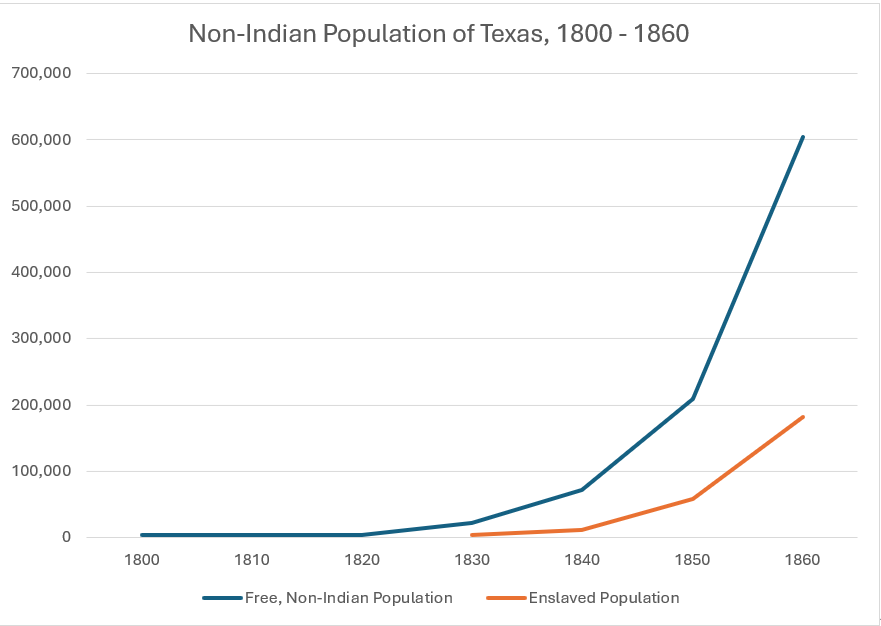 Non-Indian Population of Texas, 1800 - 1860
700,000
600,000
500,000
400,000
300,000
200,000
100,000
0
1800 1810 1820 1830 1840 1850 1860
Free, Non-Indian Population Enslaved Population